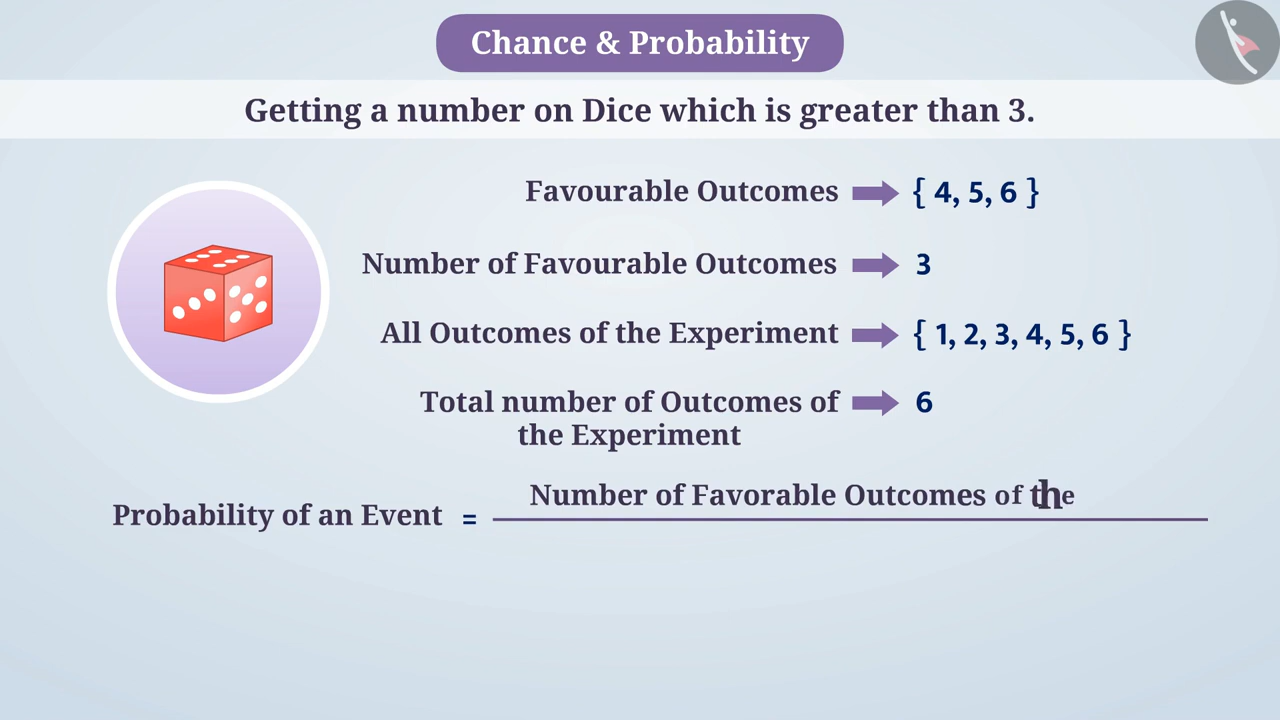 Chance & Probability
Getting a number on Dice which is greater than 3.
Favourable Outcomes { 4, 5, 6 }
Number of Favourable Outcomes 3
All Outcomes of the Experiment { 1, 2, 3, 4, 5, 6 }
Total number of Outcomes of 6
the Experiment
Number of Favorable Outcomes of the
Probability of an Event =